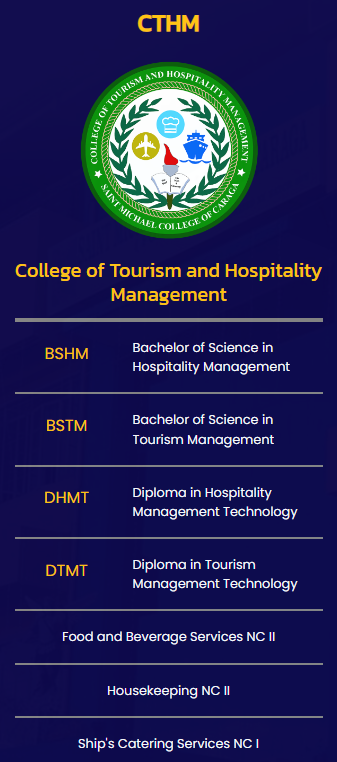 CTHM
COLLEGE OF TOURISM AND HOSPITALITY MANAGEMENT
SAINT MICHAEL COLLEGE OF CARAGA
College of Tourism and Hospitality
Management
BSHM
Bachelor of Science in
Hospitality Management
BSTM
Bachelor of Science in
Tourism Management
DHMT
Diploma in Hospitality
Management Technology
DTMT
Diploma in Tourism
Management Technology
Food and Beverage Services NC II
Housekeeping NC II
Ship's Catering Services NC I